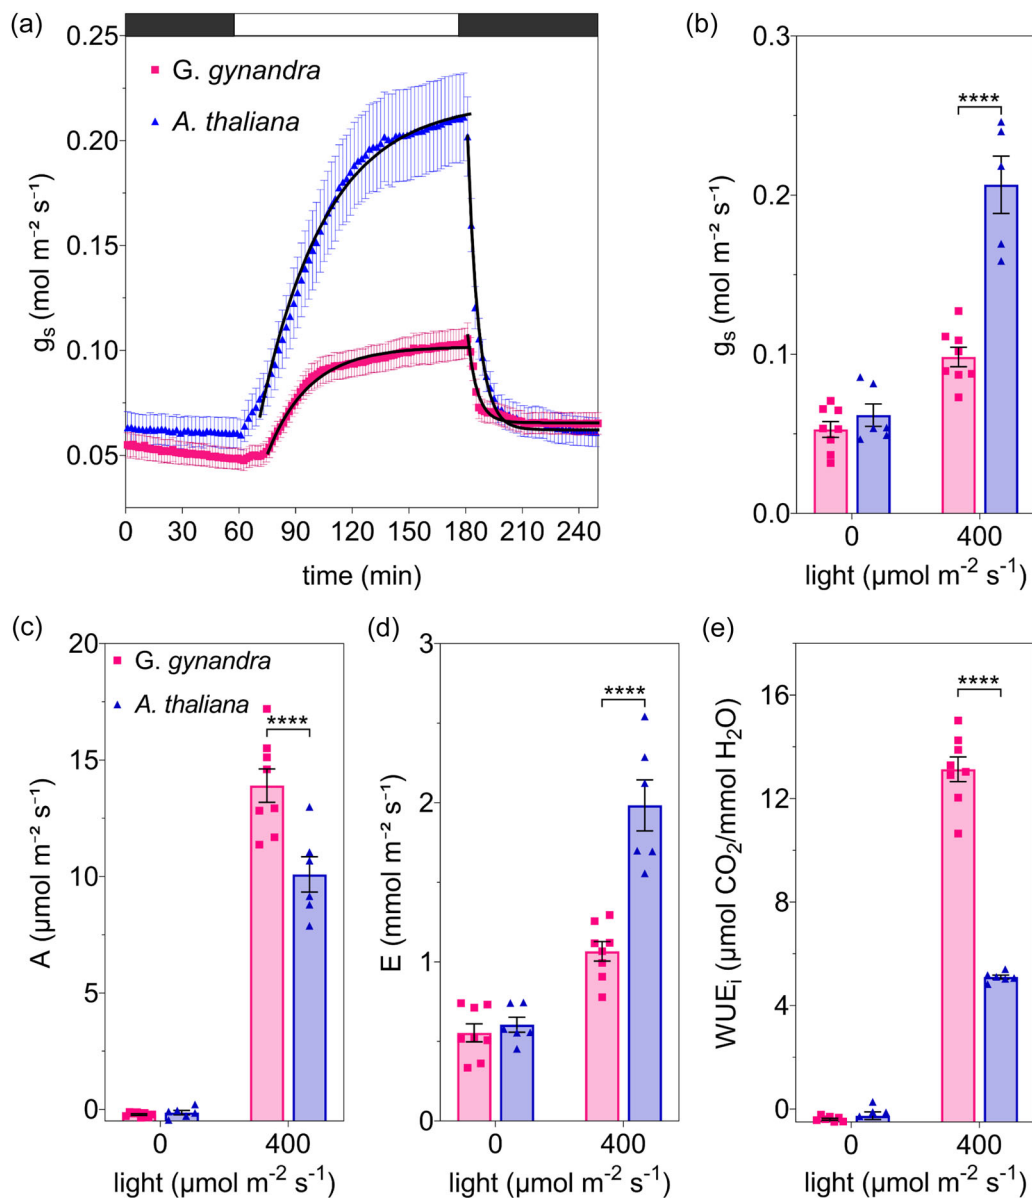 (a)
0.25
0.20
0.15
0.10
0.05
gₛ (mol m⁻² s⁻¹)
G. gynandra
A. thaliana
0 30 60 90 120 150 180 210 240
time (min)
(b)
0.3
0.2
0.1
0.0
gₛ (mol m⁻² s⁻¹)
****
0 400
light (µmol m⁻² s⁻¹)
(c)
20
15
10
5
0
A (µmol m⁻² s⁻¹)
G. gynandra
A. thaliana
****
0 400
light (µmol m⁻² s⁻¹)
(d)
3
2
1
0
E (mmol m⁻² s⁻¹)
****
0 400
light (µmol m⁻² s⁻¹)
(e)
16
12
8
4
0
WUEᵢ (µmol CO₂/mmol H₂O)
****
0 400
light (µmol m⁻² s⁻¹)